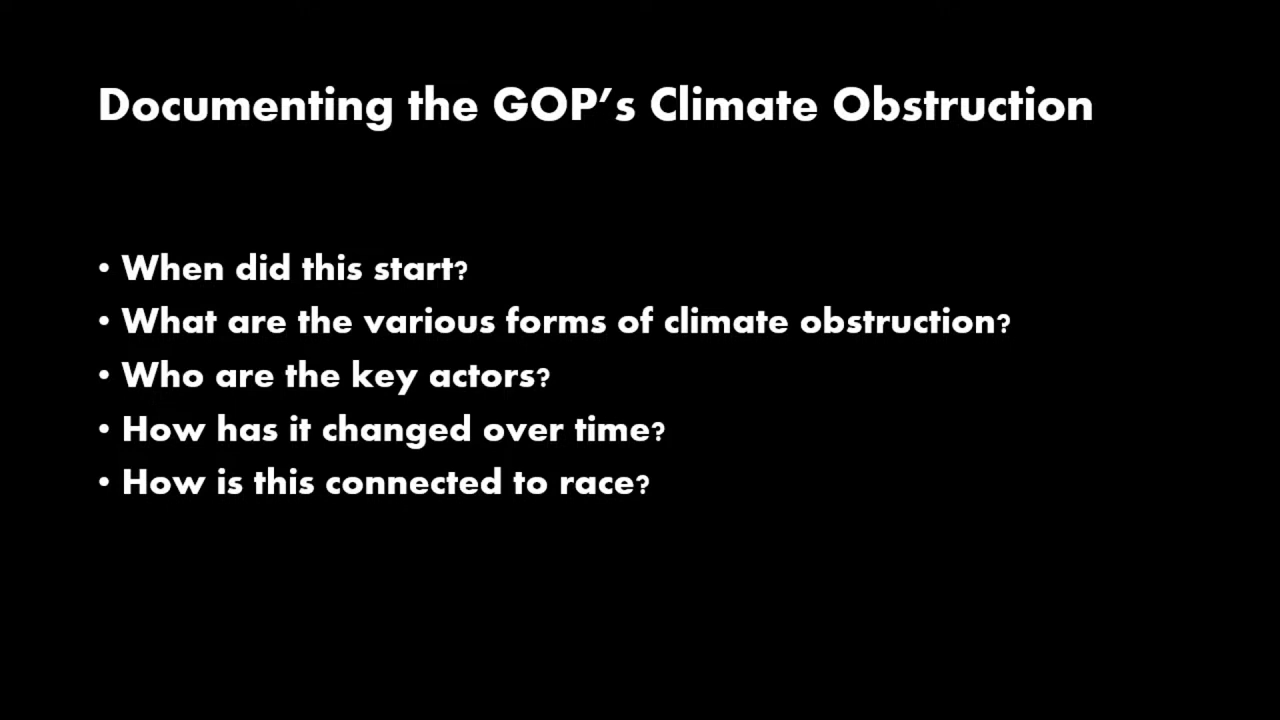 Documenting the GOP’s Climate Obstruction
• When did this start?
• What are the various forms of climate obstruction?
• Who are the key actors?
• How has it changed over time?
• How is this connected to race?